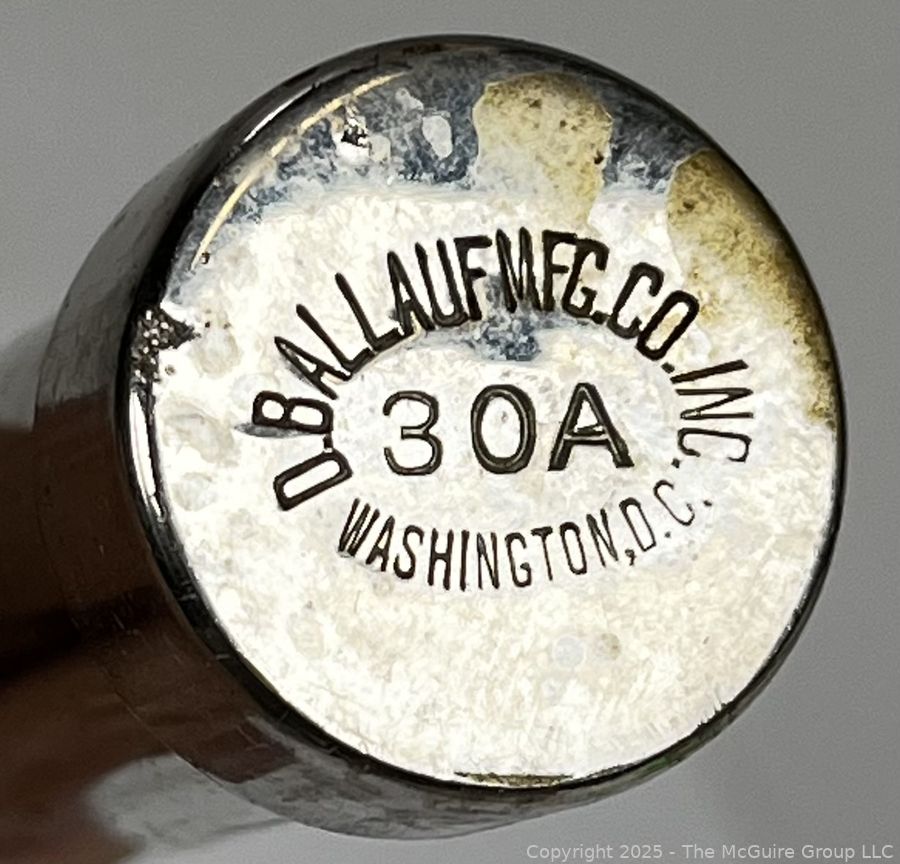 D.BALLAUF MFG.CO.INC.
30A
WASHINGTON,D.C.
Copyright 2025 - The McGuire Group LLC